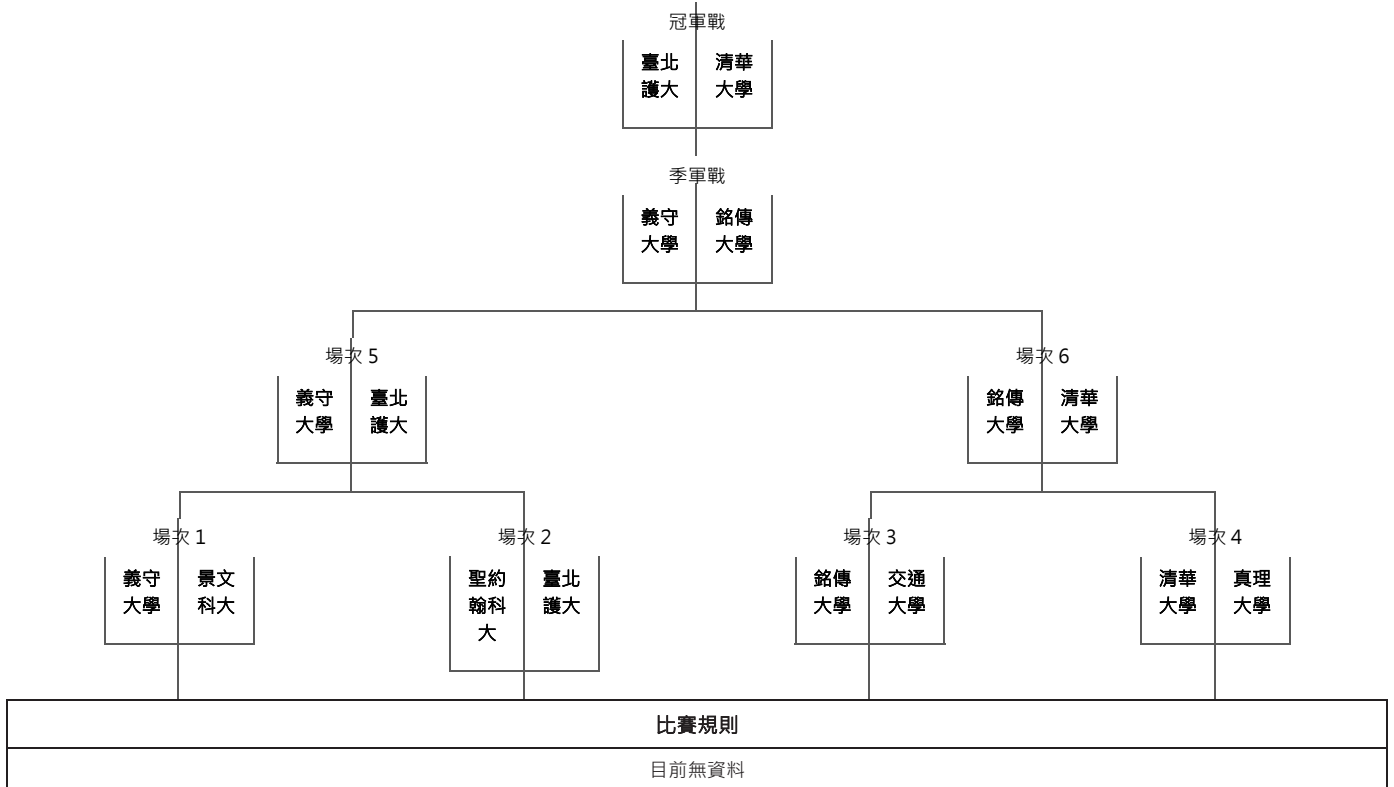 冠軍戰
臺北 清華
護大 大學
季軍戰
義守 銘傳
大學 大學
場次 5 場次 6
義守 臺北 銘傳 清華
大學 護大 大學 大學
場次 1 場次 2 場次 3 場次 4
義守 景文 聖約 臺北 銘傳 交通 清華 真理
大學 科大 翰科 護大 大學 大學 大學 大學
大
比賽規則
目前無資料